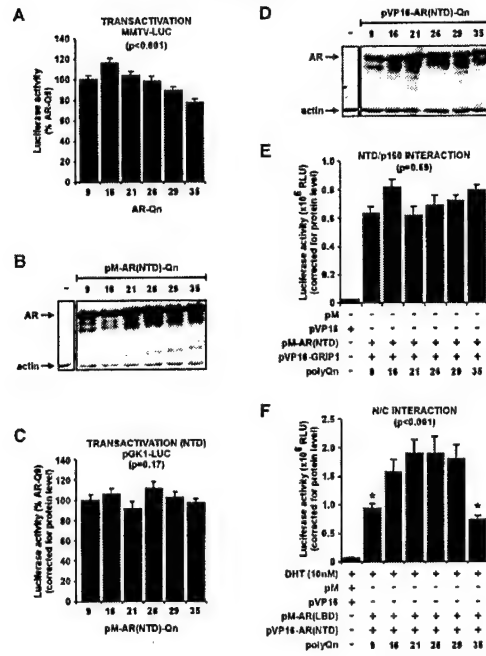 A
TRANSACTIVATION
MMTV-LUC
(p<0.001)
Luciferase activity
(% AR-Q9)
140
120
100
80
60
40
20
0
9 16 21 26 29 35
AR-Qn
B
pM-AR(NTD)-Qn
- 9 16 21 26 29 35
AR
actin
C
TRANSACTIVATION (NTD)
pGK1-LUC
(p=0.17)
Luciferase activity (% AR-Q9)
(corrected for protein level)
140
120
100
80
60
40
20
0
9 16 21 26 29 35
pM-AR(NTD)-Qn
D
pVP16-AR(NTD)-Qn
- 9 16 21 26 29 35
AR
actin
E
NTD/p160 INTERACTION
(p=0.69)
Luciferase activity (x10⁶ RLU)
(corrected for protein level)
1.0
0.8
0.6
0.4
0.2
0
pM - - - - - -
pVP16 + - - - - - -
pM-AR(NTD) - + + + + + +
pVP16-GRIP1 + + + + + + +
polyQn 9 16 21 26 29 35
F
N/C INTERACTION
(p<0.001)
Luciferase activity (x10⁶ RLU)
(corrected for protein level)
2.5
2.0
1.5
1.0
0.5
0.0
* *
DHT (10nM) + + + + + + +
pM + - - - - - -
pVP16 + - - - - - -
pM-AR(LBD) - + + + + + +
pVP16-AR(NTD) - + + + + + +
polyQn 9 16 21 26 29 35